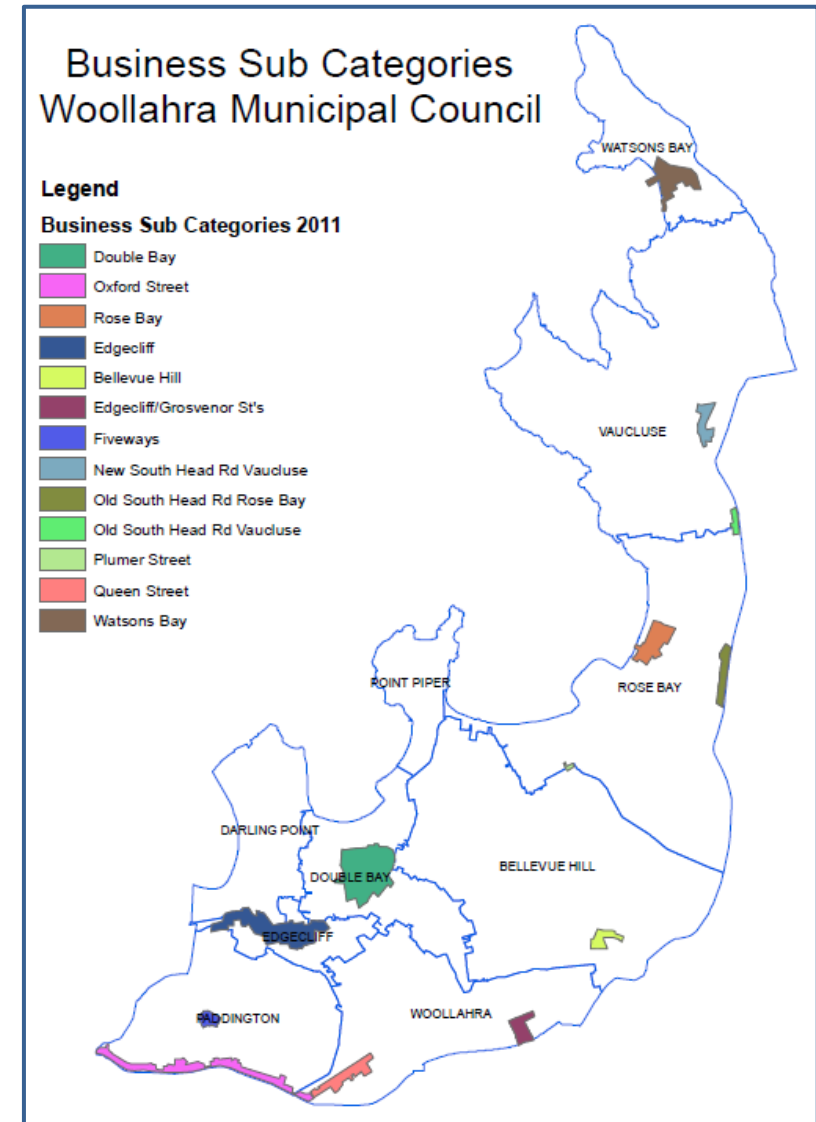 Business Sub Categories
Woollahra Municipal Council
Legend
Business Sub Categories 2011
Double Bay
Oxford Street
Rose Bay
Edgecliff
Bellevue Hill
Edgecliff/Grosvenor St's
Fiveways
New South Head Rd Vaucluse
Old South Head Rd Rose Bay
Old South Head Rd Vaucluse
Plumer Street
Queen Street
Watsons Bay
WATSONS BAY
VAUCLUSE
POINT PIPER
ROSE BAY
DARLING POINT
BELLEVUE HILL
DOUBLE BAY
EDGECLIFF
WOOLLAHRA
PADDINGTON